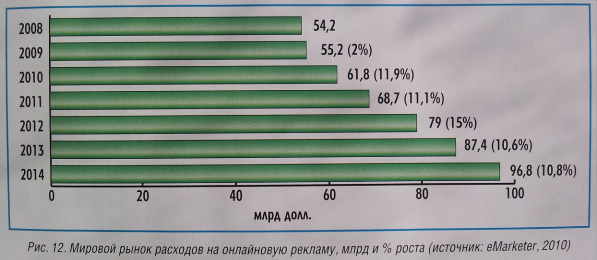 2008 54,2
2009 55,2 (2%)
2010 61,8 (11,9%)
2011 68,7 (11,1%)
2012 79 (15%)
2013 87,4 (10,6%)
2014 96,8 (10,8%)
0 20 40 60 80 100
млрд долл.
Рис. 12. Мировой рынок расходов на онлайновую рекламу, млрд и % роста (источник: eMarketer, 2010)